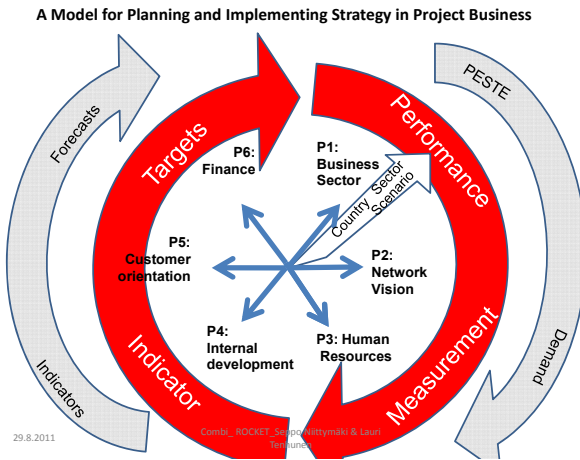 A Model for Planning and Implementing Strategy in Project Business
Forecasts
Indicators
PESTE
Demand
Targets
Indicator
Performance
Measurement
P6:
Finance
P1:
Business
Sector
Country Sector
Scenario
P5:
Customer
orientation
P2:
Network
Vision
P4:
Internal
development
P3: Human
Resources
29.8.2011
Combi_ ROCKET_Seppo Niittymäki & Lauri
Tenhunen